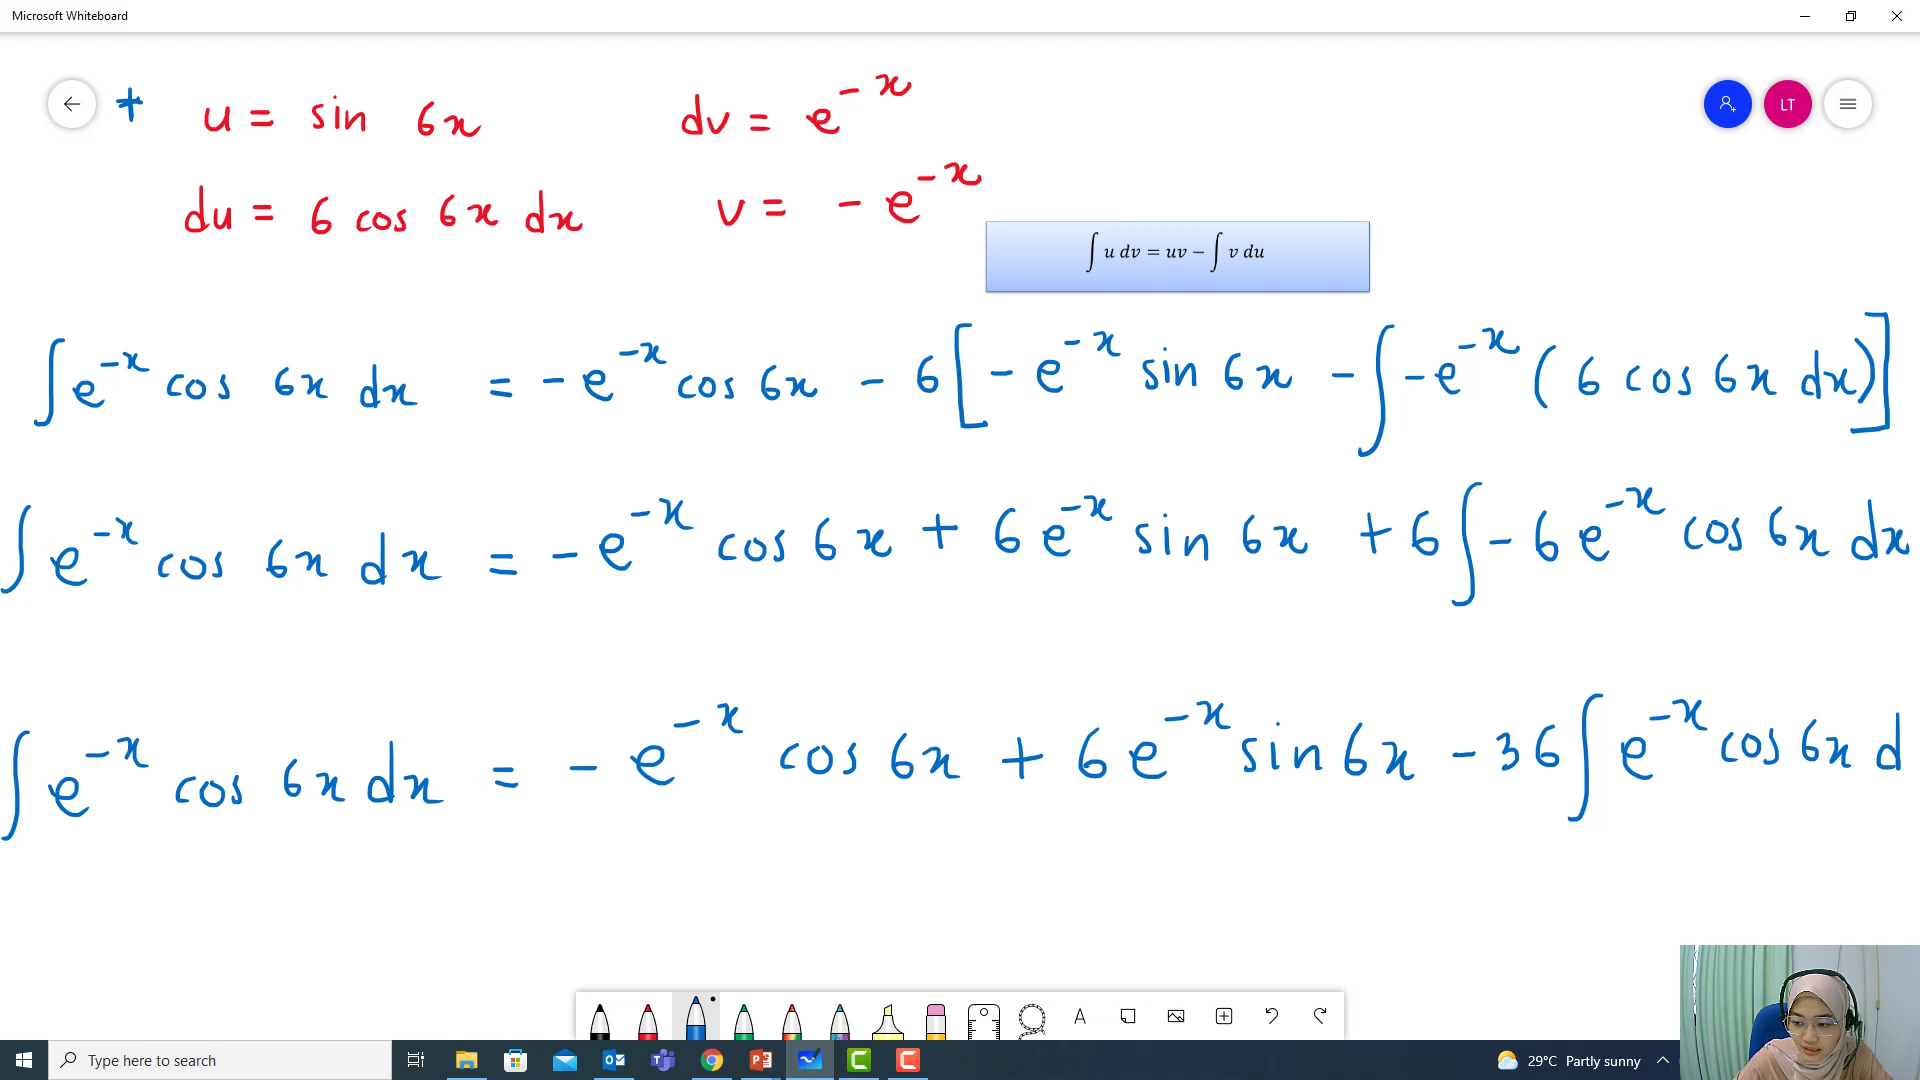 Microsoft Whiteboard
+ u = sin 6x dv = e^{-x}
LT
du = 6 cos 6x dx v = - e^{-x}
∫ u dv = uv − ∫ v du
∫ e^{-x} cos 6x dx = - e^{-x} cos 6x - 6 [ - e^{-x} sin 6x - ∫ - e^{-x} ( 6 cos 6x dx ) ]
∫ e^{-x} cos 6x dx = - e^{-x} cos 6x + 6 e^{-x} sin 6x + 6 ∫ - 6 e^{-x} cos 6x dx
∫ e^{-x} cos 6x dx = - e^{-x} cos 6x + 6 e^{-x} sin 6x - 36 ∫ e^{-x} cos 6x d
A
Type here to search
29°C Partly sunny